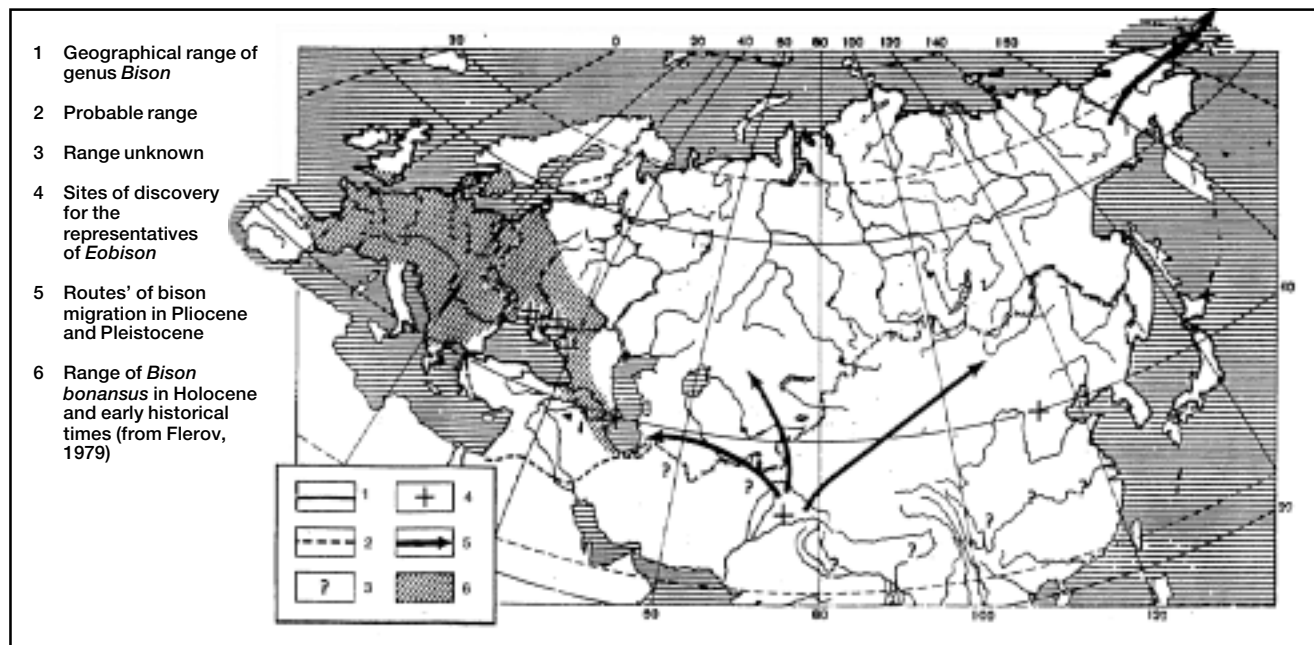 1 Geographical range of
genus Bison
2 Probable range
3 Range unknown
4 Sites of discovery
for the
representatives
of Eobison
5 Routes' of bison
migration in Pliocene
and Pleistocene
6 Range of Bison
bonansus in Holocene
and early historical
times (from Flerov,
1979)
0 20 40 60 80 100 120 140
40
20
? ? ? ? ?
1 4
2 5
? 3 6
80 100 120